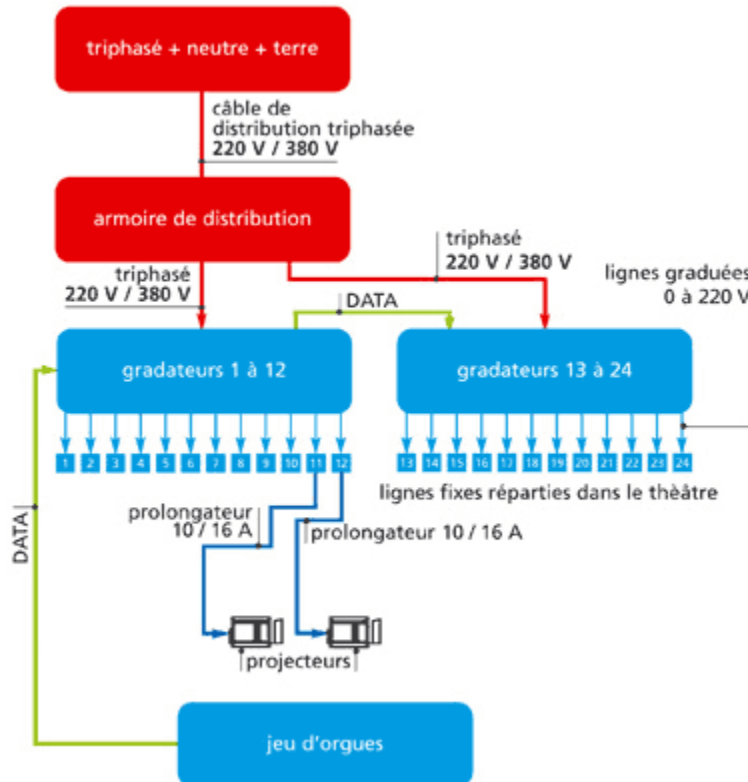 triphasé + neutre + terre
câble de
distribution triphasée
220 V / 380 V
armoire de distribution
triphasé
220 V / 380 V
triphasé
220 V / 380 V
lignes graduées
0 à 220 V
DATA
gradateurs 1 à 12
gradateurs 13 à 24
1 2 3 4 5 6 7 8 9 10 11 12
13 14 15 16 17 18 19 20 21 22 23 24
lignes fixes réparties dans le thèâtre
prolongateur
10 / 16 A
prolongateur 10 / 16 A
DATA
projecteurs
jeu d'orgues